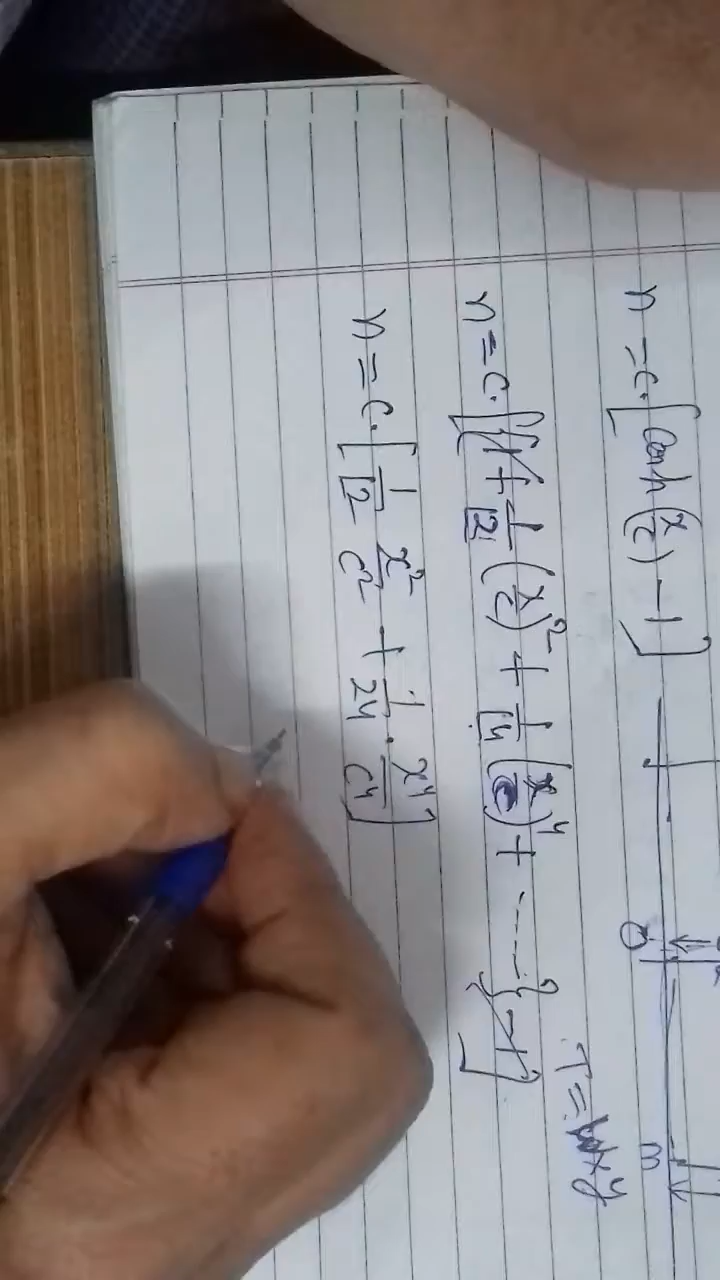 n = c.[cosh(x/c) - 1]
n = c.[{1 + 1/|2 (x/c)² + 1/|4 (x/c)⁴ + -----} - 1]
T = wxy
n = c.[1/|2 x²/c² + 1/24 . x⁴/c⁴]
O
m